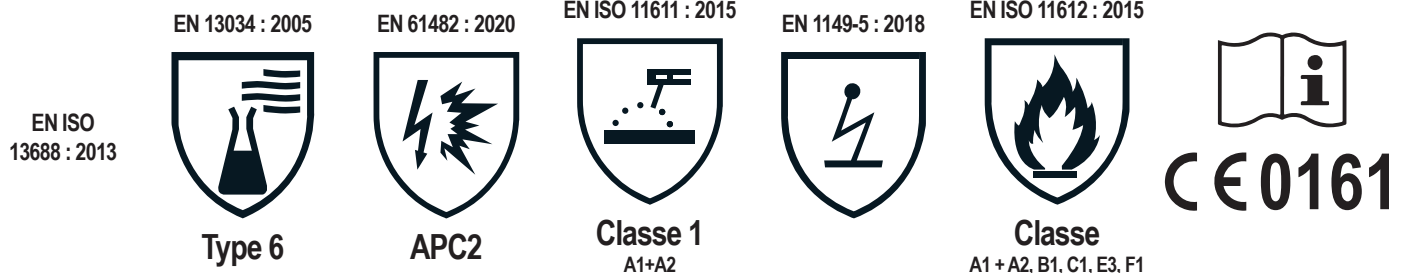 EN ISO
13688 : 2013
EN 13034 : 2005
Type 6
EN 61482 : 2020
APC2
EN ISO 11611 : 2015
Classe 1
A1+A2
EN 1149-5 : 2018
EN ISO 11612 : 2015
Classe
A1 + A2, B1, C1, E3, F1
i
CE 0161